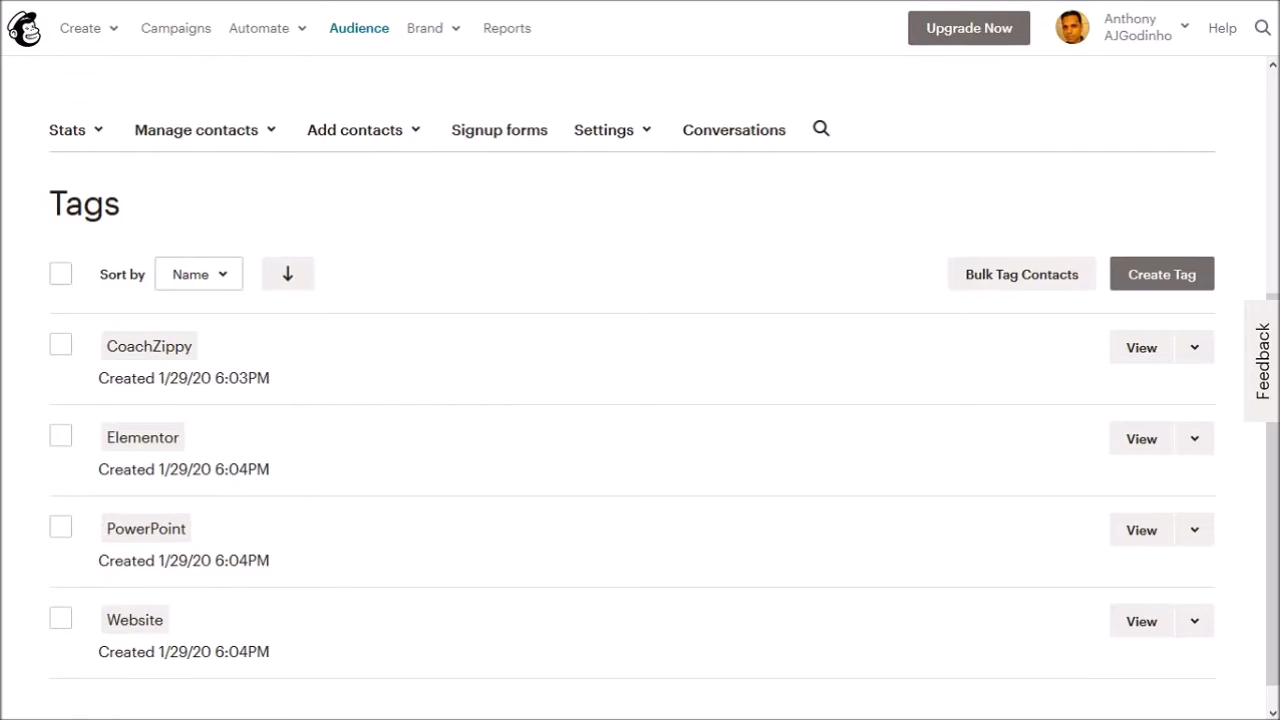 Create Campaigns Automate Audience Brand Reports Upgrade Now Anthony Help
AJGodinho
Stats Manage contacts Add contacts Signup forms Settings Conversations
Tags
Sort by Name Bulk Tag Contacts Create Tag
CoachZippy View
Created 1/29/20 6:03PM
Feedback
Elementor View
Created 1/29/20 6:04PM
PowerPoint View
Created 1/29/20 6:04PM
Website View
Created 1/29/20 6:04PM